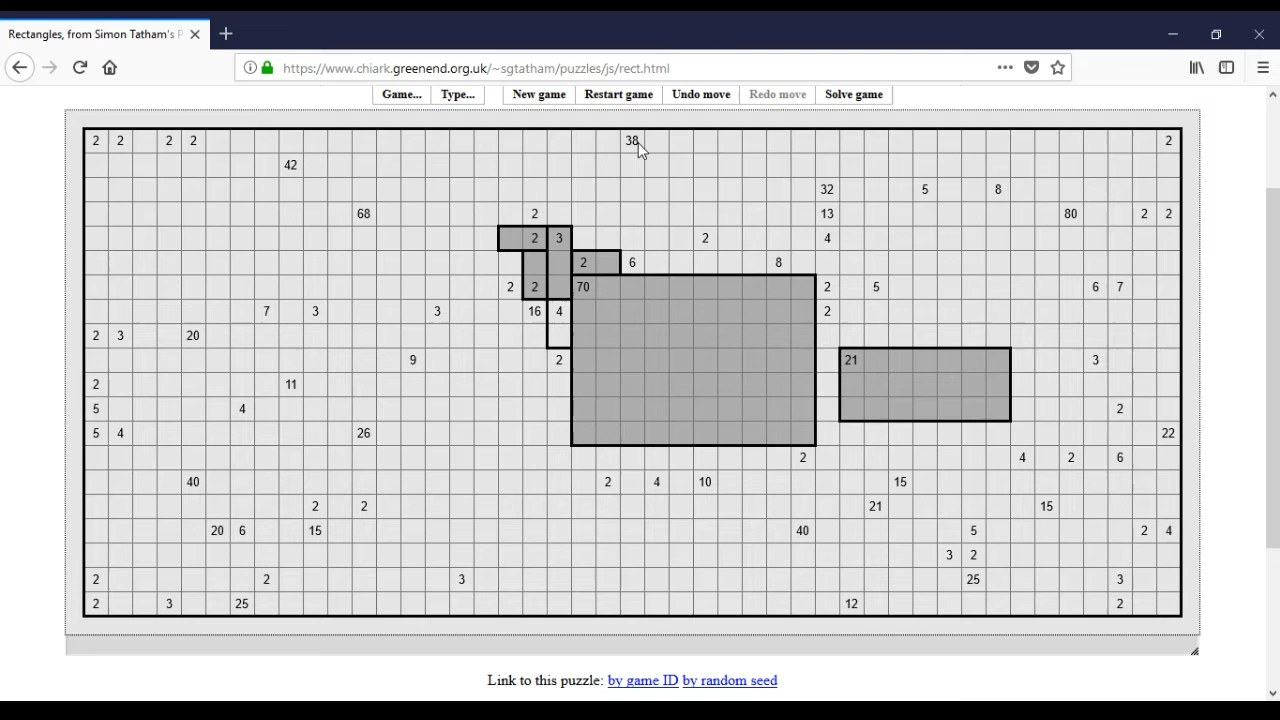 Rectangles, from Simon Tatham's P
https://www.chiark.greenend.org.uk/~sgtatham/puzzles/js/rect.html
Game... Type... New game Restart game Undo move Redo move Solve game
2 2 2 2 38 2
42
32 5 8
68 2 13 80 2 2
2 3 2 4
2 6 8
2 2 70 2 5 6 7
7 3 3 16 4 2
2 3 20
9 2 21 3
2 11
5 4 2
5 4 26 22
2 4 2 6
40 2 4 10 15
2 2 21 15
20 6 15 40 5 2 4
3 2
2 2 3 25 3
2 3 25 12 2
Link to this puzzle: by game ID by random seed